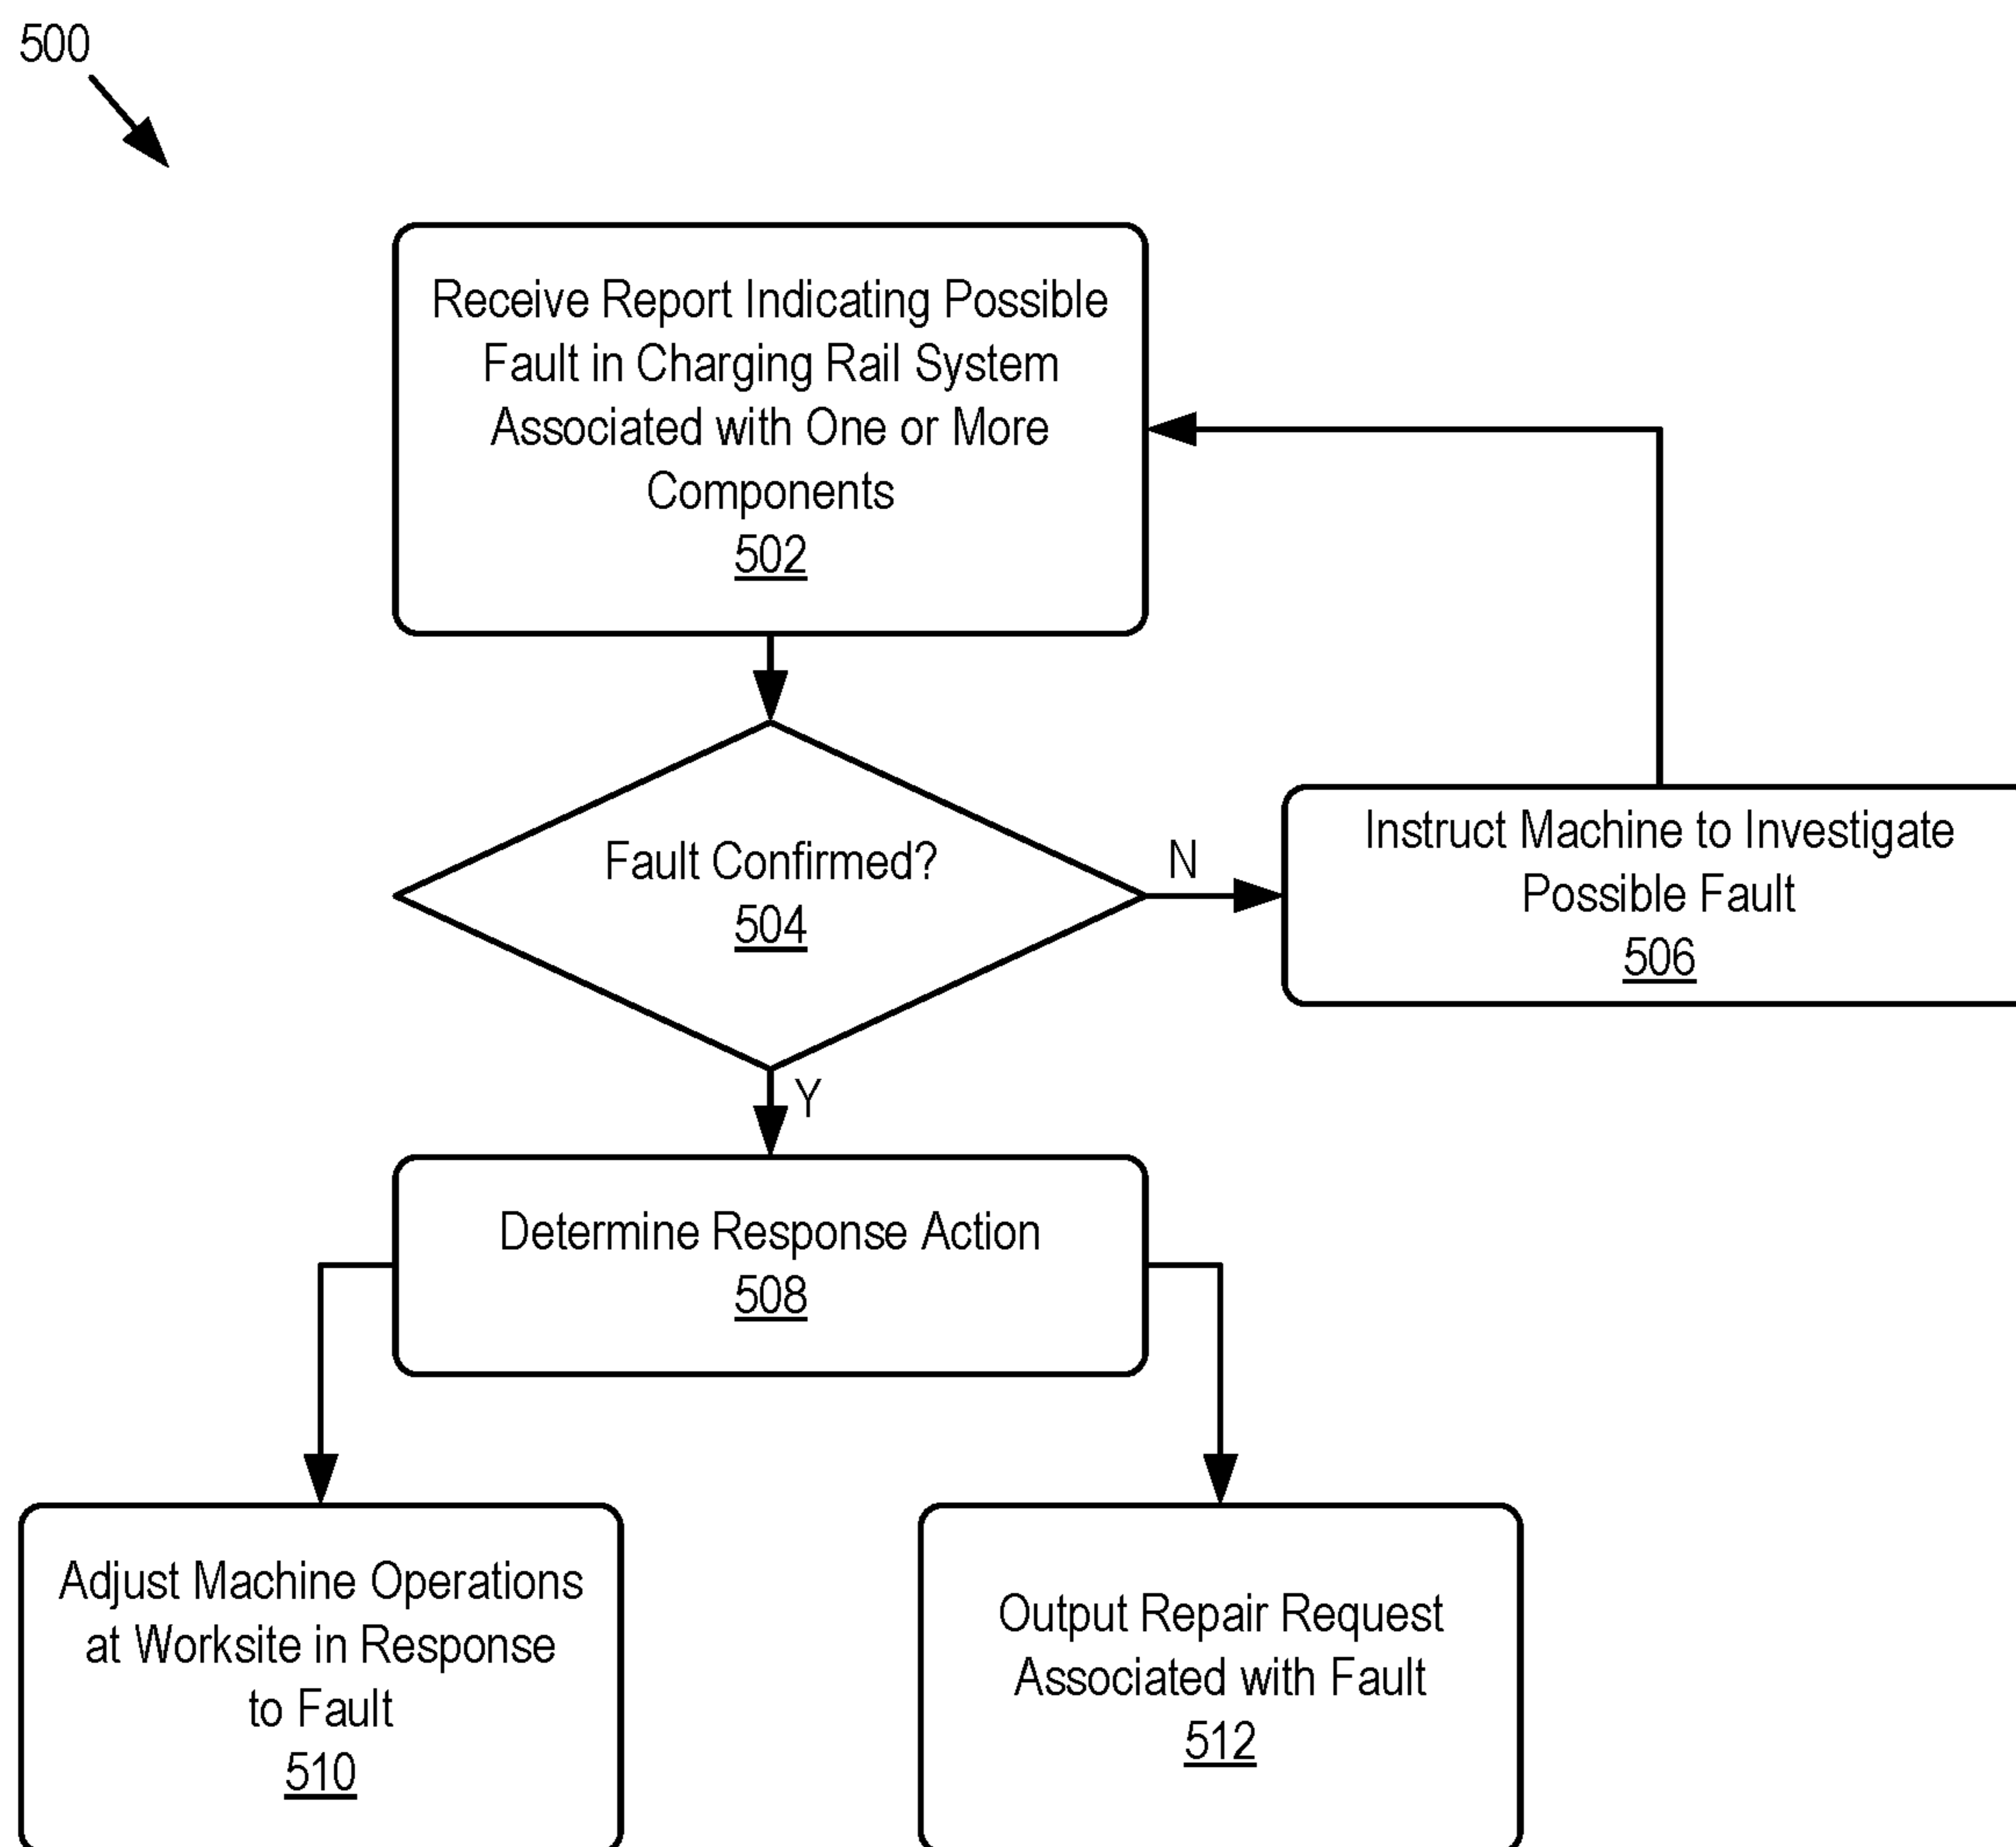 500
Receive Report Indicating Possible
Fault in Charging Rail System
Associated with One or More
Components
502
Fault Confirmed?
504
N
Instruct Machine to Investigate
Possible Fault
506
Y
Determine Response Action
508
Adjust Machine Operations
at Worksite in Response
to Fault
510
Output Repair Request
Associated with Fault
512